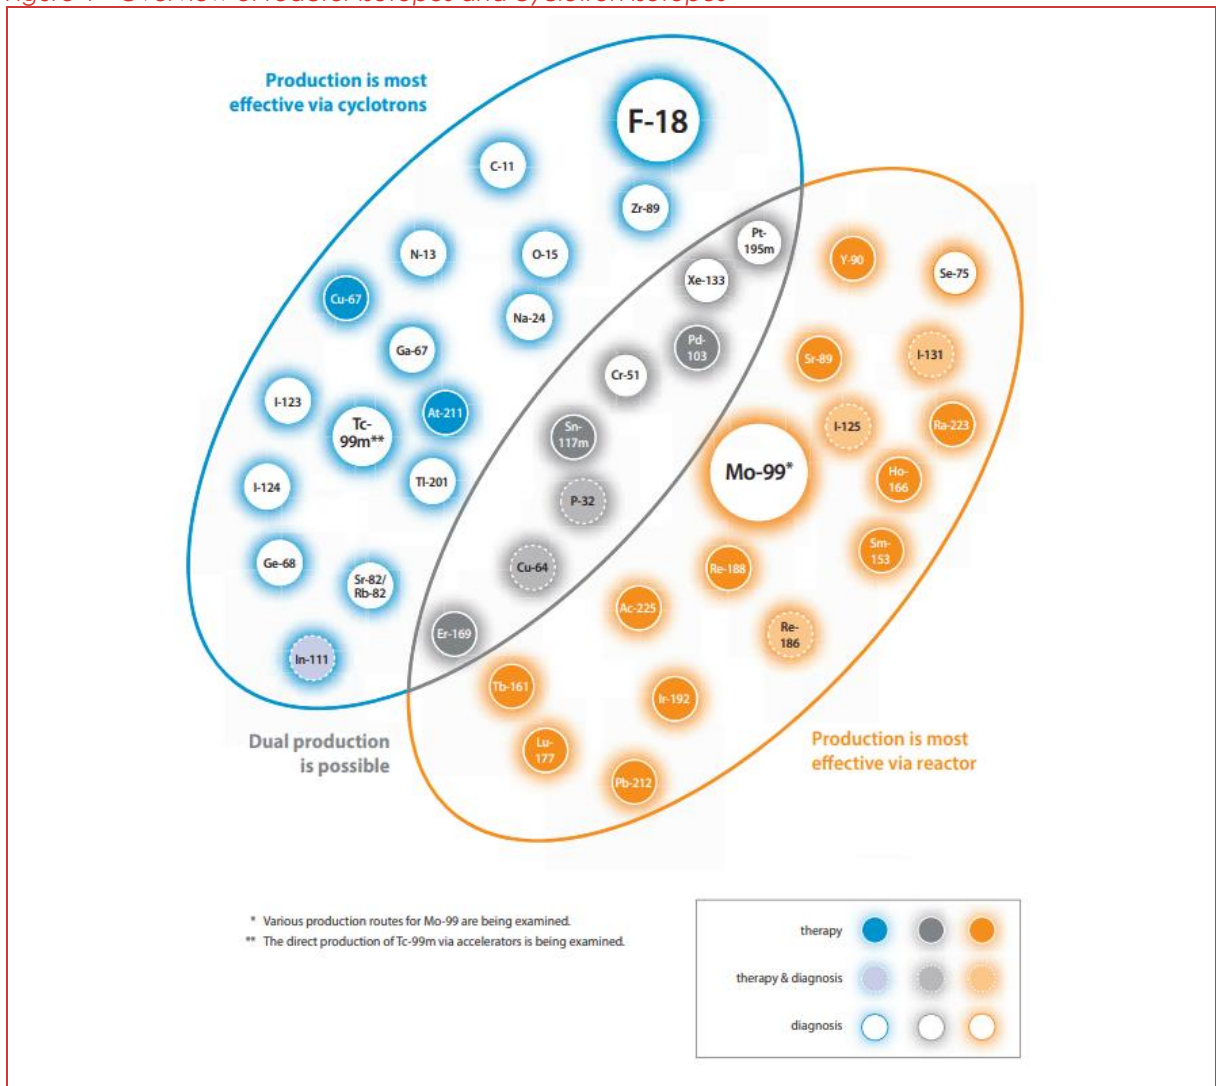 Production is most
effective via cyclotrons
F-18
C-11
Zr-89
N-13
O-15
Cu-67
Na-24
Ga-67
I-123
Tc-
99m**
At-211
I-124
Tl-201
Ge-68
Sr-82/
Rb-82
In-111
Pt-
195m
Xe-133
Pd-
103
Cr-51
Sn-
117m
P-32
Cu-64
Er-169
Dual production
is possible
Y-90
Se-75
Sr-89
I-131
I-125
Ra-223
Mo-99*
Ho-
166
Sm-
153
Re-188
Ac-225
Re-
186
Tb-161
Ir-192
Lu-
177
Pb-212
Production is most
effective via reactor
* Various production routes for Mo-99 are being examined.
** The direct production of Tc-99m via accelerators is being examined.
therapy
therapy & diagnosis
diagnosis